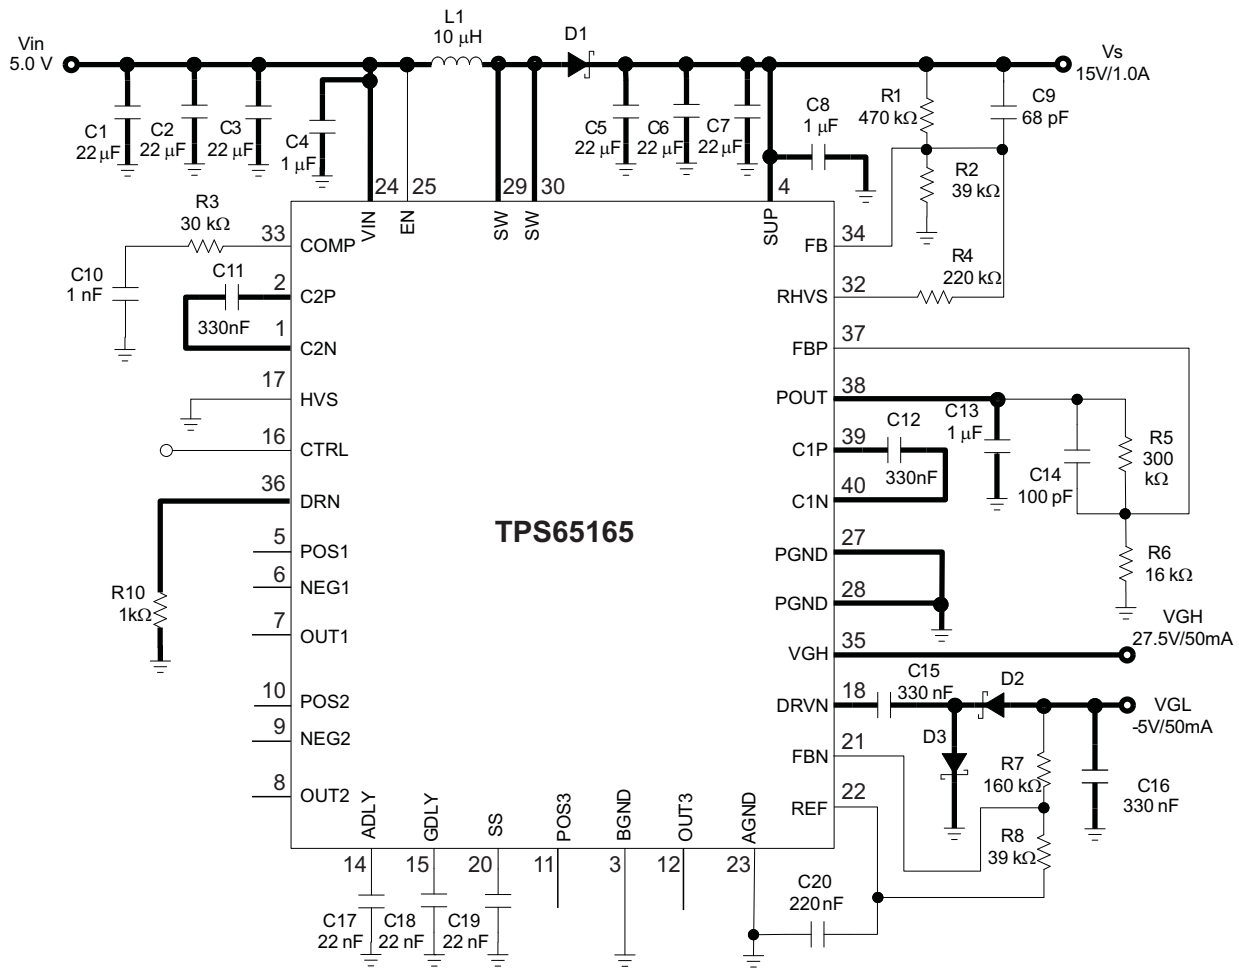 L1
10 μH
D1
Vin
5.0 V
Vs
15V/1.0A
C1
22 μF
C2
22 μF
C3
22 μF
C4
1 μF
C5
22 μF
C6
22 μF
C7
22 μF
C8
1 μF
R1
470 kΩ
C9
68 pF
R2
39 kΩ
24
25
29
30
4
VIN
EN
SW
SW
SUP
R3
30 kΩ
33
COMP
C10
1 nF
C11
330nF
2
C2P
1
C2N
17
HVS
16
CTRL
36
DRN
R10
1kΩ
5
POS1
6
NEG1
7
OUT1
10
POS2
9
NEG2
8
OUT2
TPS65165
FB
34
RHVS
32
R4
220 kΩ
FBP
37
POUT
38
C13
1 μF
C1P
39
C12
330nF
C1N
40
C14
100 pF
R5
300
kΩ
R6
16 kΩ
PGND
27
PGND
28
VGH
35
VGH
27.5V/50mA
DRVN
18
C15
330 nF
D2
VGL
-5V/50mA
FBN
21
D3
R7
160 kΩ
C16
330 nF
REF
22
R8
39 kΩ
C20
220 nF
ADLY
GDLY
SS
POS3
BGND
OUT3
AGND
14
15
20
11
3
12
23
C17
22 nF
C18
22 nF
C19
22 nF